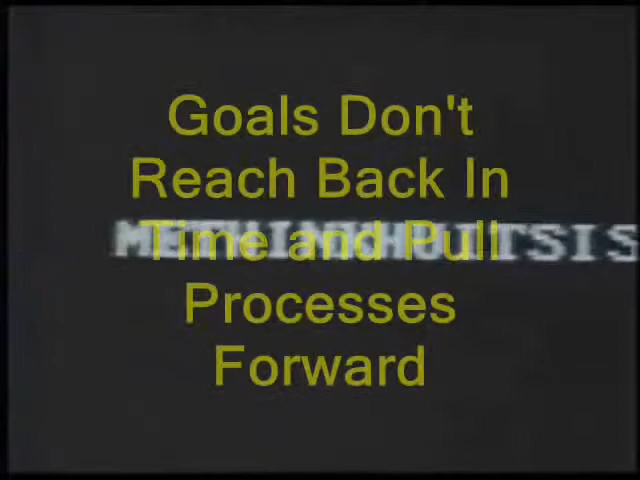 Goals Don't
Reach Back In
Time and Pull
Processes
Forward